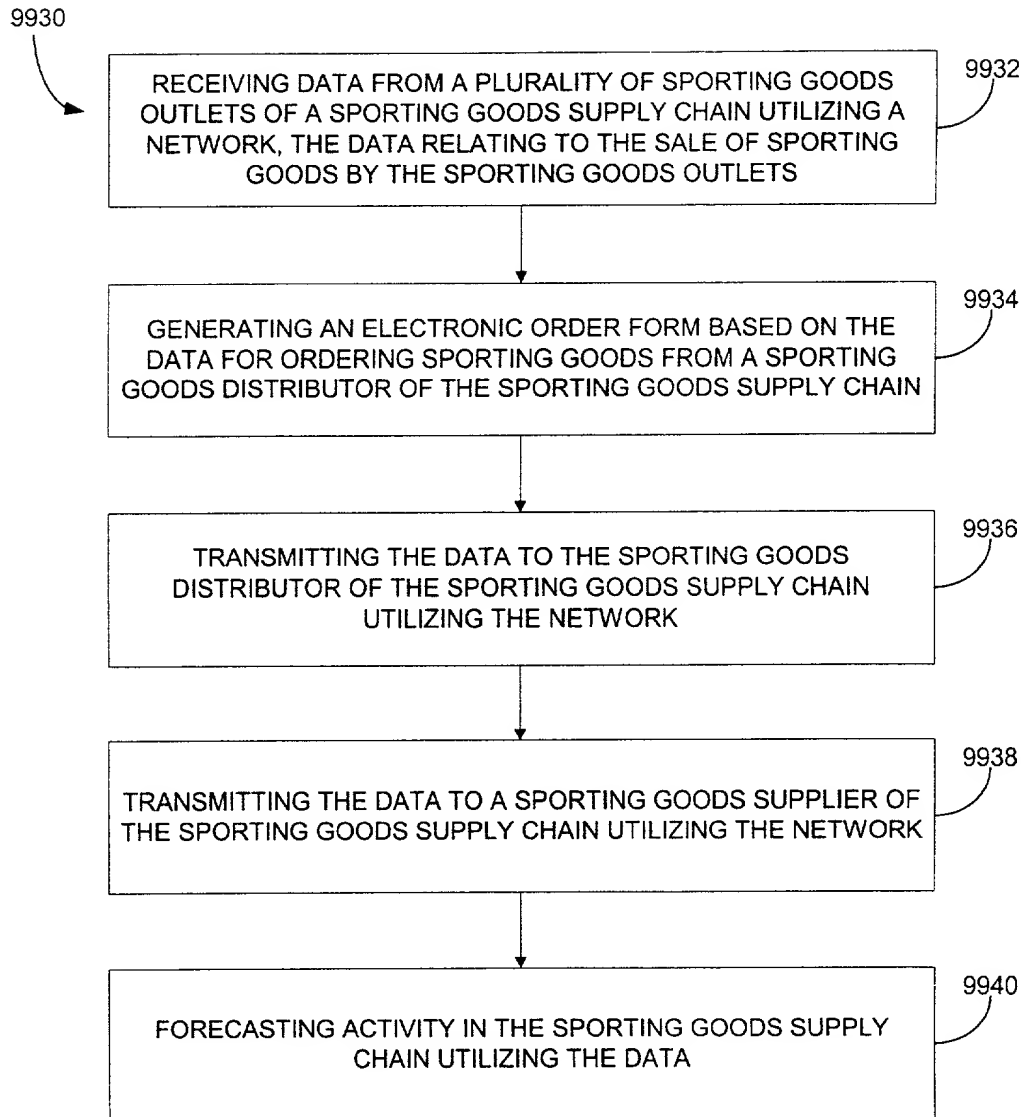 9930
RECEIVING DATA FROM A PLURALITY OF SPORTING GOODS
OUTLETS OF A SPORTING GOODS SUPPLY CHAIN UTILIZING A
NETWORK, THE DATA RELATING TO THE SALE OF SPORTING
GOODS BY THE SPORTING GOODS OUTLETS
9932
GENERATING AN ELECTRONIC ORDER FORM BASED ON THE
DATA FOR ORDERING SPORTING GOODS FROM A SPORTING
GOODS DISTRIBUTOR OF THE SPORTING GOODS SUPPLY CHAIN
9934
TRANSMITTING THE DATA TO THE SPORTING GOODS
DISTRIBUTOR OF THE SPORTING GOODS SUPPLY CHAIN
UTILIZING THE NETWORK
9936
TRANSMITTING THE DATA TO A SPORTING GOODS SUPPLIER OF
THE SPORTING GOODS SUPPLY CHAIN UTILIZING THE NETWORK
9938
FORECASTING ACTIVITY IN THE SPORTING GOODS SUPPLY
CHAIN UTILIZING THE DATA
9940